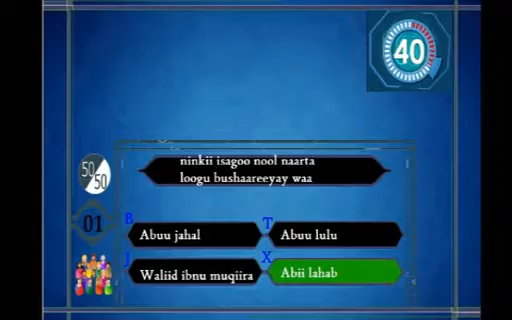 40
ninkii isagoo nool naarta
loogu bushaareeyay waa
50
50
01
B
Abuu jahal
T
Abuu lulu
J
Waliid ibnu muqiira
X
Abii lahab